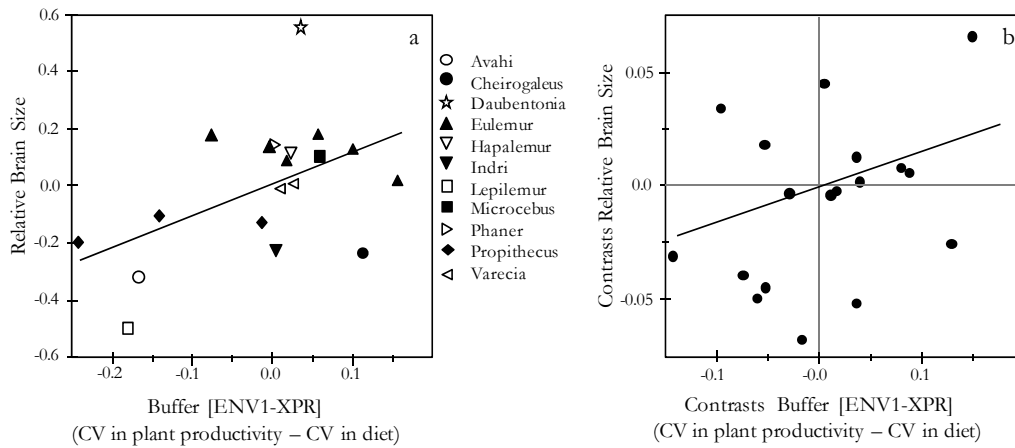 a
0.6
0.4
0.2
0.0
-0.2
-0.4
-0.6
Relative Brain Size
-0.2
-0.1
0.0
0.1
Buffer [ENV1-XPR]
(CV in plant productivity – CV in diet)
Avahi
Cheirogaleus
Daubentonia
Eulemur
Hapalemur
Indri
Lepilemur
Microcebus
Phaner
Propithecus
Varecia
b
0.05
0.0
-0.05
Contrasts Relative Brain Size
-0.1
-0.0
0.1
Contrasts Buffer [ENV1-XPR]
(CV in plant productivity – CV in diet)